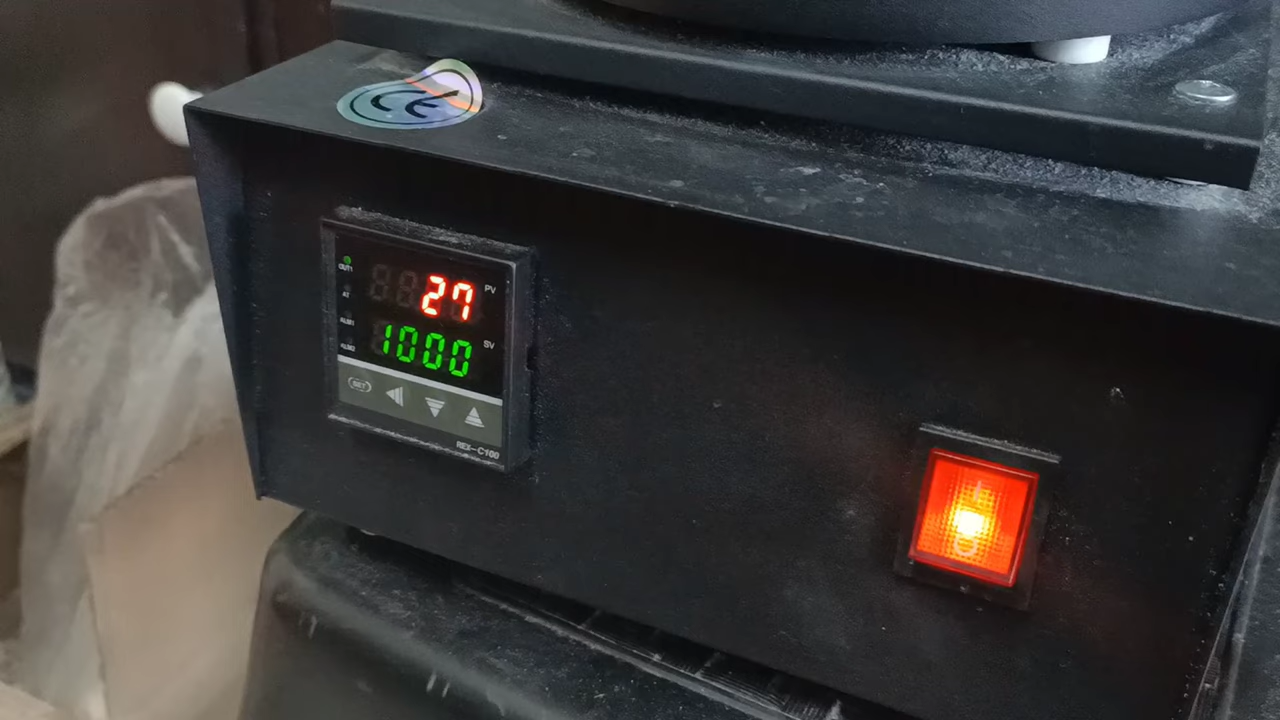 CE
OUT1
27 PV
AT
ALM1
1000 SV
ALM2
SET
REX-C100